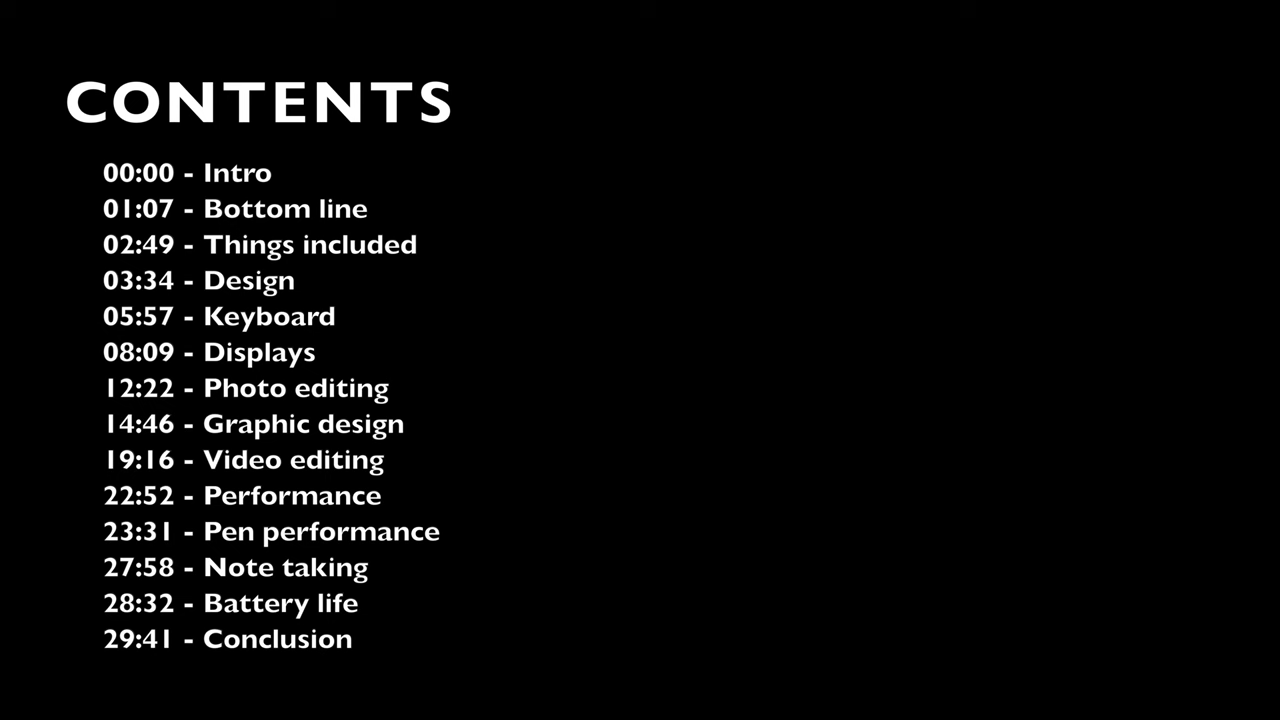 CONTENTS
00:00 - Intro
01:07 - Bottom line
02:49 - Things included
03:34 - Design
05:57 - Keyboard
08:09 - Displays
12:22 - Photo editing
14:46 - Graphic design
19:16 - Video editing
22:52 - Performance
23:31 - Pen performance
27:58 - Note taking
28:32 - Battery life
29:41 - Conclusion